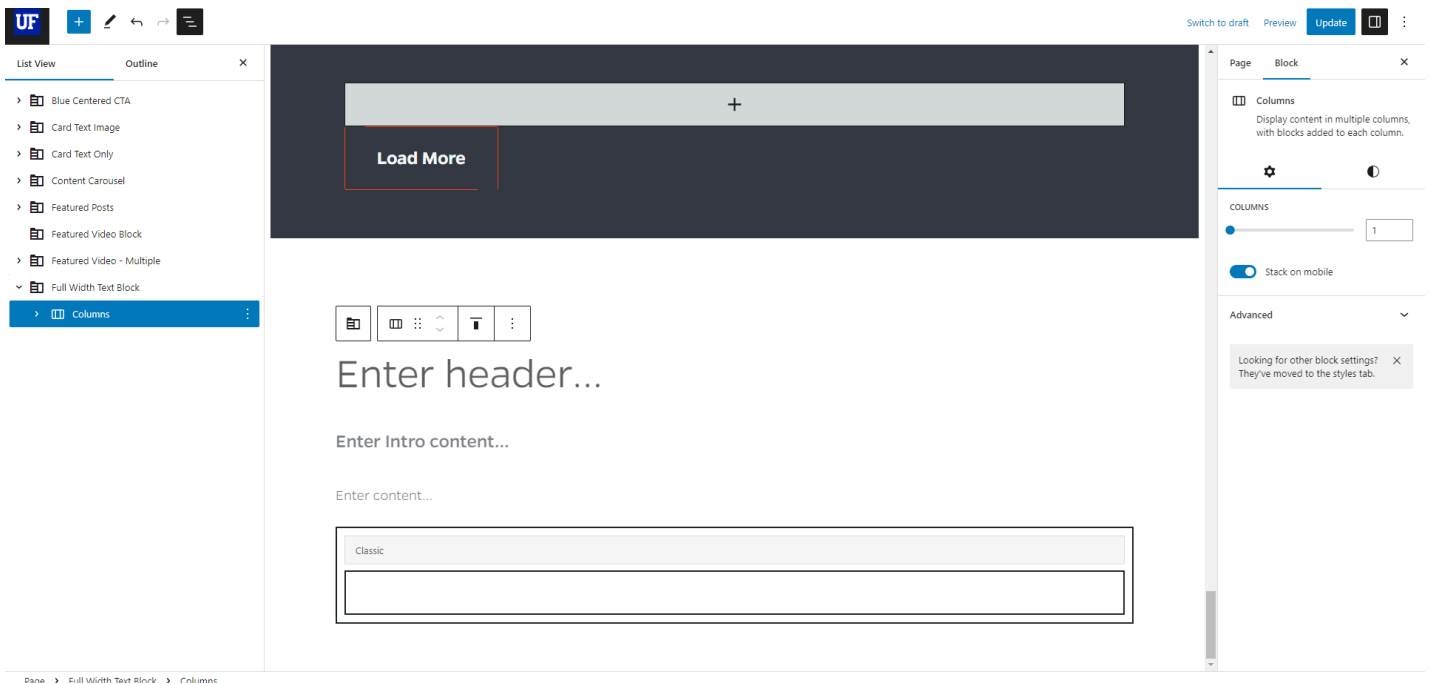 UF
Switch to draft Preview Update
List View Outline
Blue Centered CTA
Card Text Image
Card Text Only
Content Carousel
Featured Posts
Featured Video Block
Featured Video - Multiple
Full Width Text Block
Columns
Load More
Enter header...
Enter Intro content...
Enter content...
Classic
Page Block
Columns
Display content in multiple columns,
with blocks added to each column.
COLUMNS
1
Stack on mobile
Advanced
Looking for other block settings?
They've moved to the styles tab.
Page > Full Width Text Block > Columns